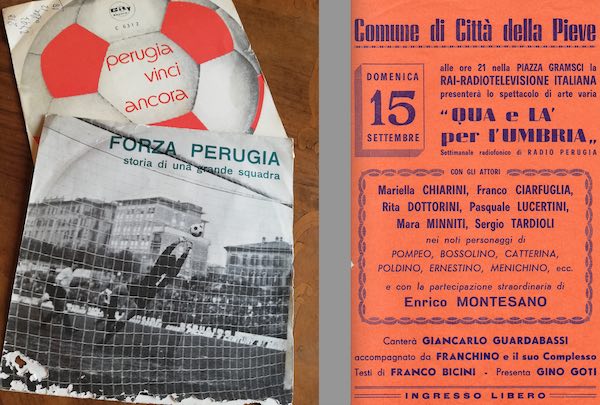 City
C 6317
perugia
vinci
ancora
FORZA PERUGIA
storia di una grande squadra
Comune di Città della Pieve
DOMENICA
15
SETTEMBRE
alle ore 21 nella PIAZZA GRAMSCI la
RAI-RADIOTELEVISIONE ITALIANA
presenterà lo spettacolo di arte varia
"QUA e LA'
per l'UMBRIA„
Settimanale radiofonico di RADIO PERUGIA
CON GLI ATTORI
Mariella CHIARINI, Franco CIARFUGLIA,
Rita DOTTORINI, Pasquale LUCERTINI,
Mara MINNITI, Sergio TARDIOLI
nei noti personaggi di
POMPEO, BOSSOLINO, CATTERINA,
POLDINO, ERNESTINO, MENICHINO, ecc.
e con la partecipazione straordinaria di
Enrico MONTESANO
Canterà GIANCARLO GUARDABASSI
accompagnato da FRANCHINO e il suo Complesso
Testi di FRANCO BICINI - Presenta GINO GOTI
INGRESSO LIBERO